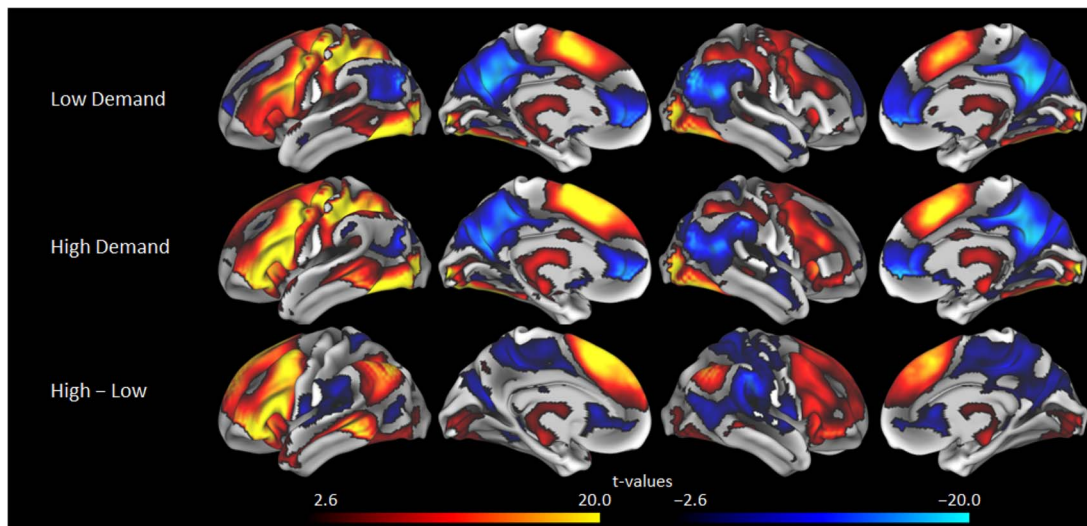 Low Demand
High Demand
High – Low
t-values
2.6 20.0 –2.6 –20.0